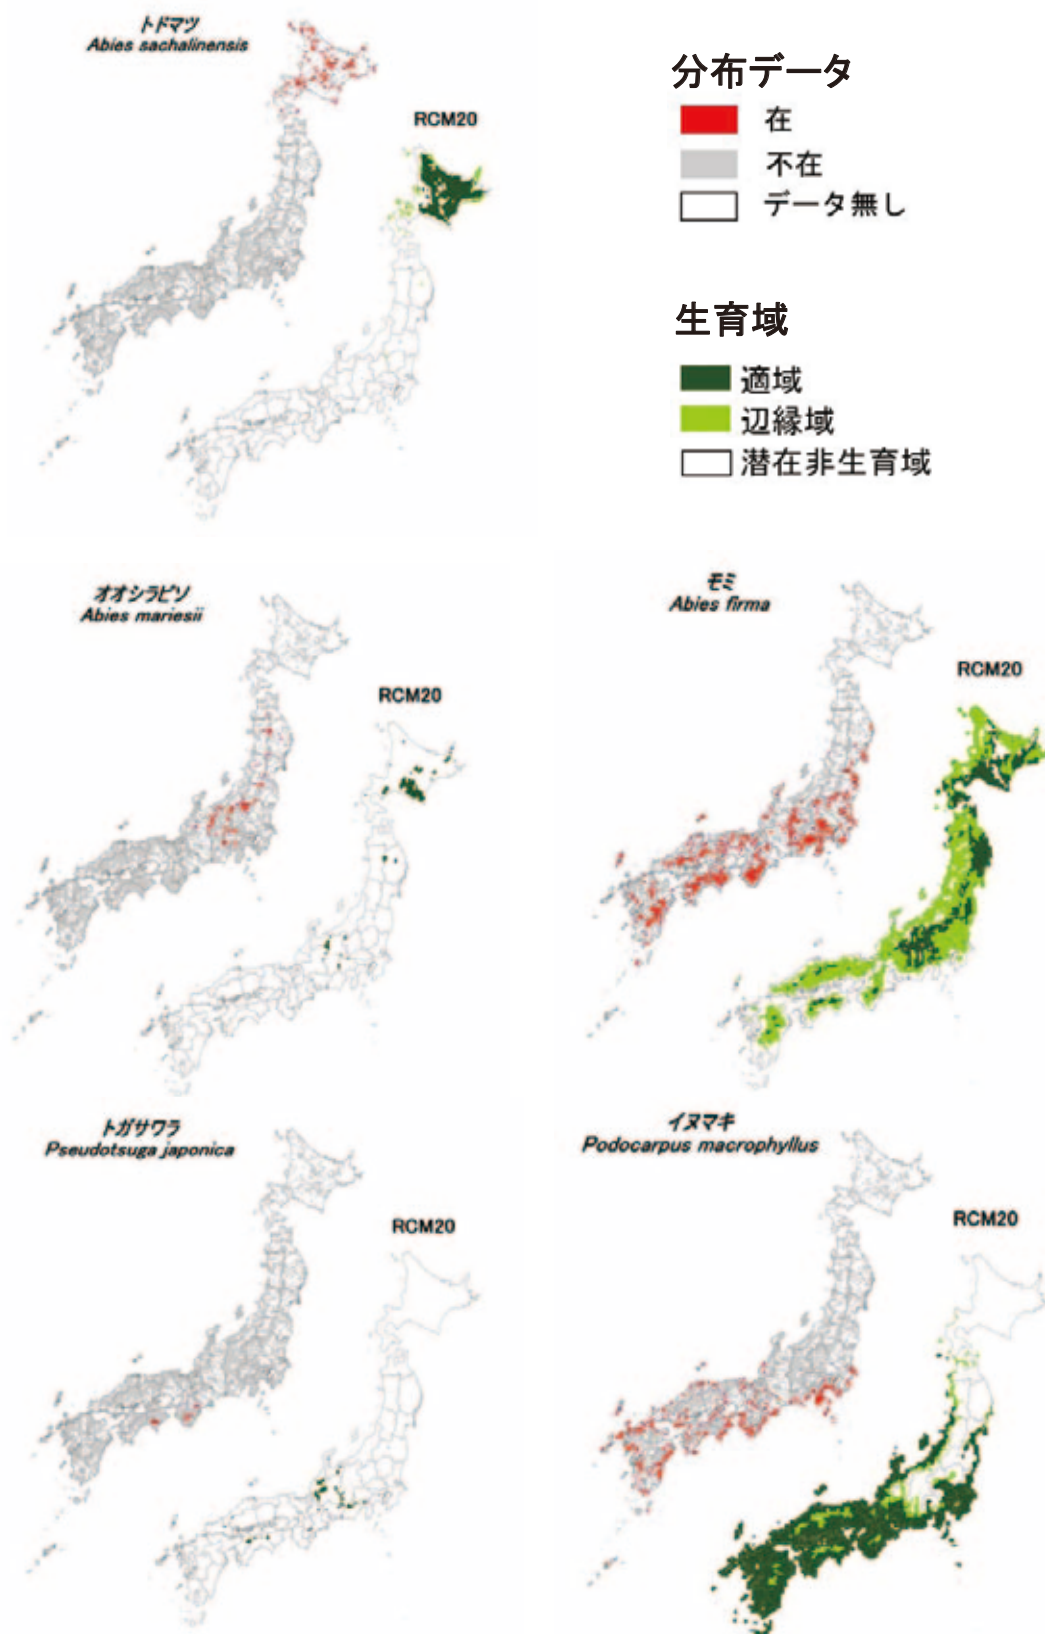 トドマツ
Abies sachalinensis
RCM20
分布データ
在
不在
データ無し
生育域
適域
辺縁域
潜在非生育域
オオシラビソ
Abies mariesii
RCM20
モミ
Abies firma
RCM20
トガサワラ
Pseudotsuga japonica
RCM20
イヌマキ
Podocarpus macrophyllus
RCM20